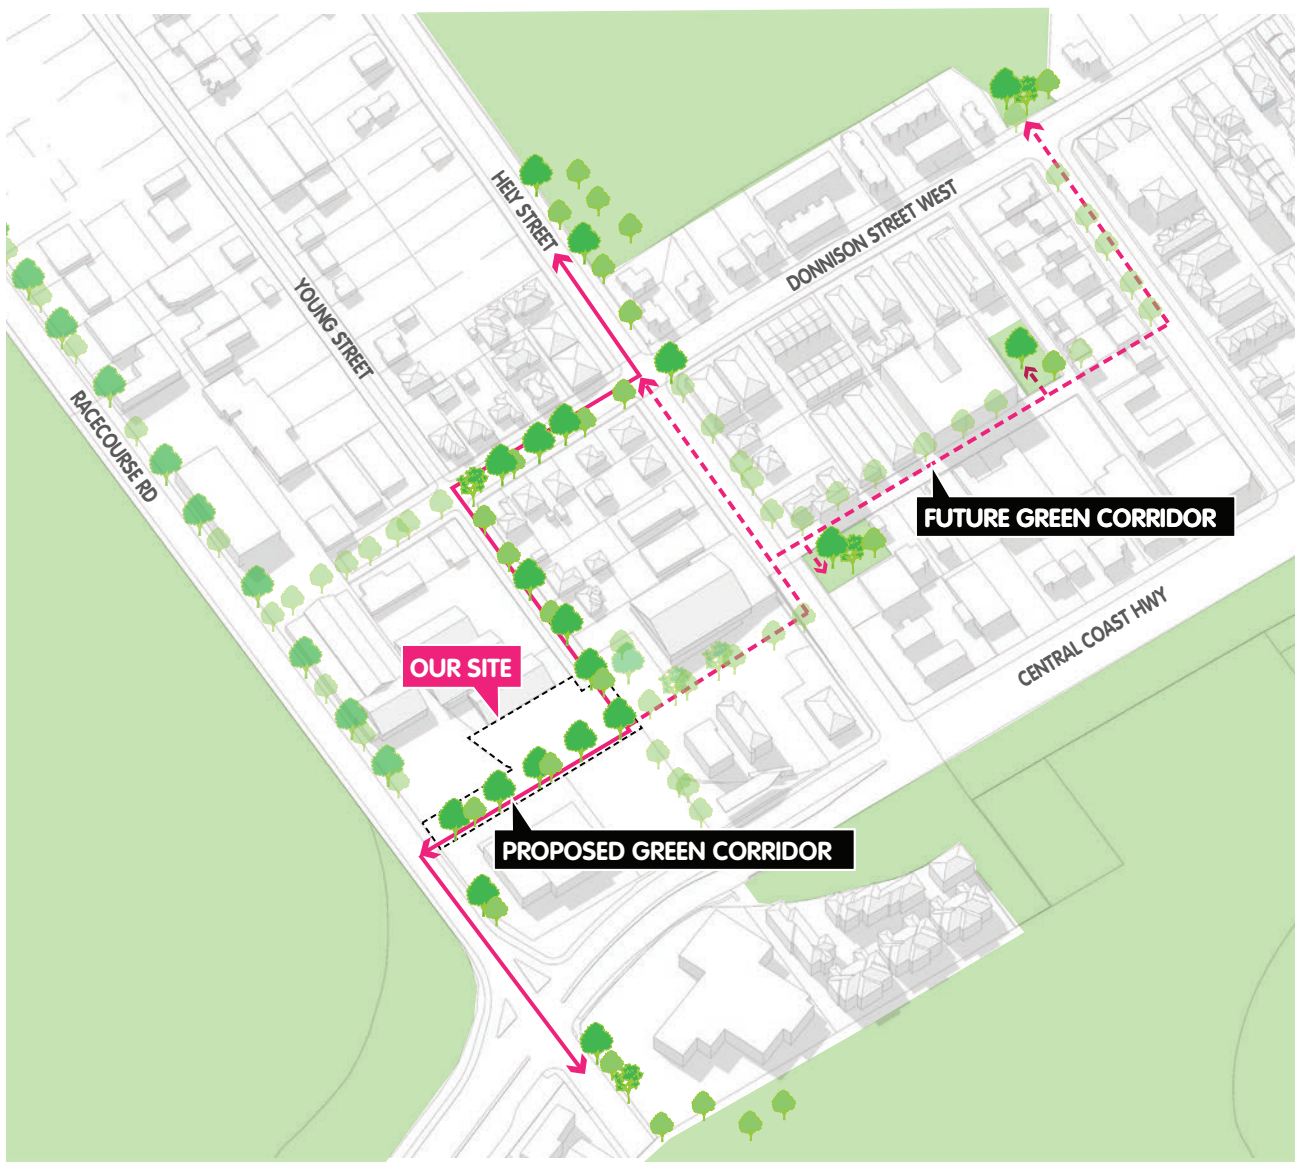 HELY STREET
DONNISON STREET WEST
YOUNG STREET
RACECOURSE RD
FUTURE GREEN CORRIDOR
CENTRAL COAST HWY
OUR SITE
PROPOSED GREEN CORRIDOR